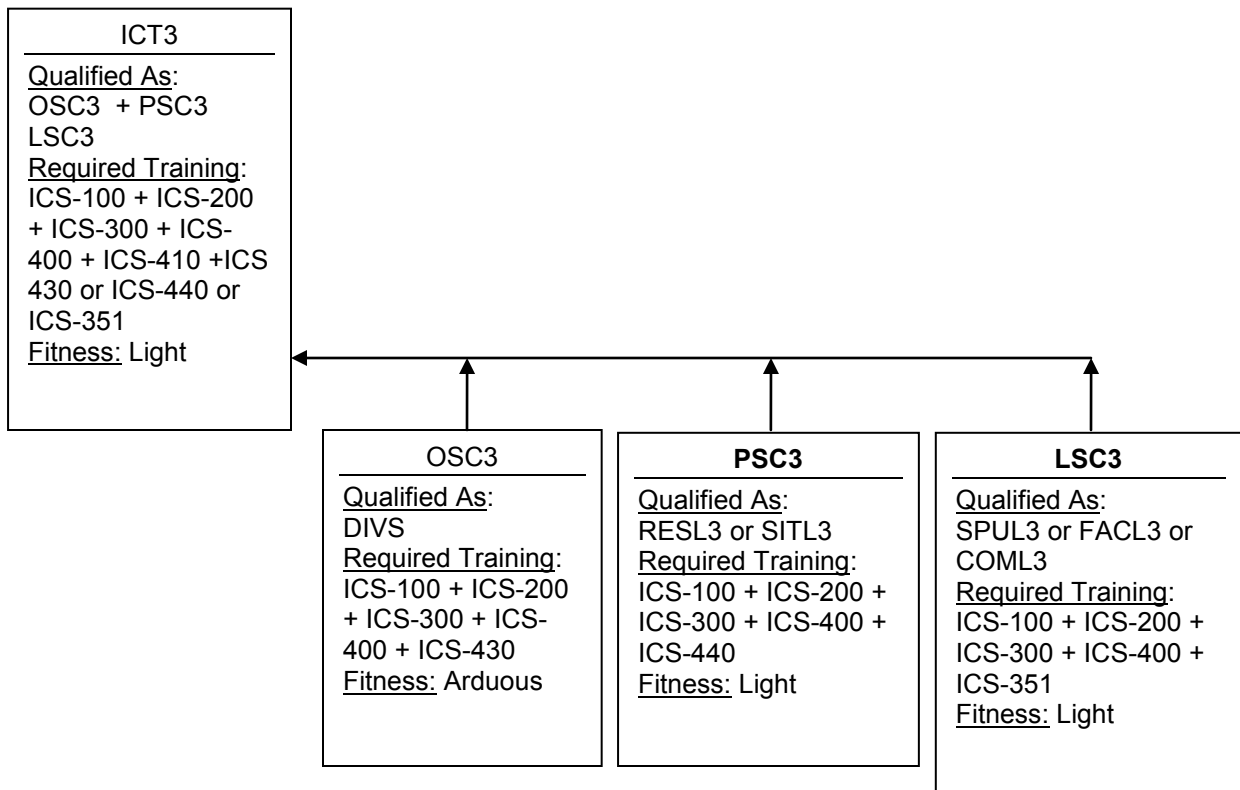 ICT3
Qualified As:
OSC3 + PSC3
LSC3
Required Training:
ICS-100 + ICS-200
+ ICS-300 + ICS-
400 + ICS-410 +ICS
430 or ICS-440 or
ICS-351
Fitness: Light
OSC3
Qualified As:
DIVS
Required Training:
ICS-100 + ICS-200
+ ICS-300 + ICS-
400 + ICS-430
Fitness: Arduous
PSC3
Qualified As:
RESL3 or SITL3
Required Training:
ICS-100 + ICS-200 +
ICS-300 + ICS-400 +
ICS-440
Fitness: Light
LSC3
Qualified As:
SPUL3 or FACL3 or
COML3
Required Training:
ICS-100 + ICS-200 +
ICS-300 + ICS-400 +
ICS-351
Fitness: Light